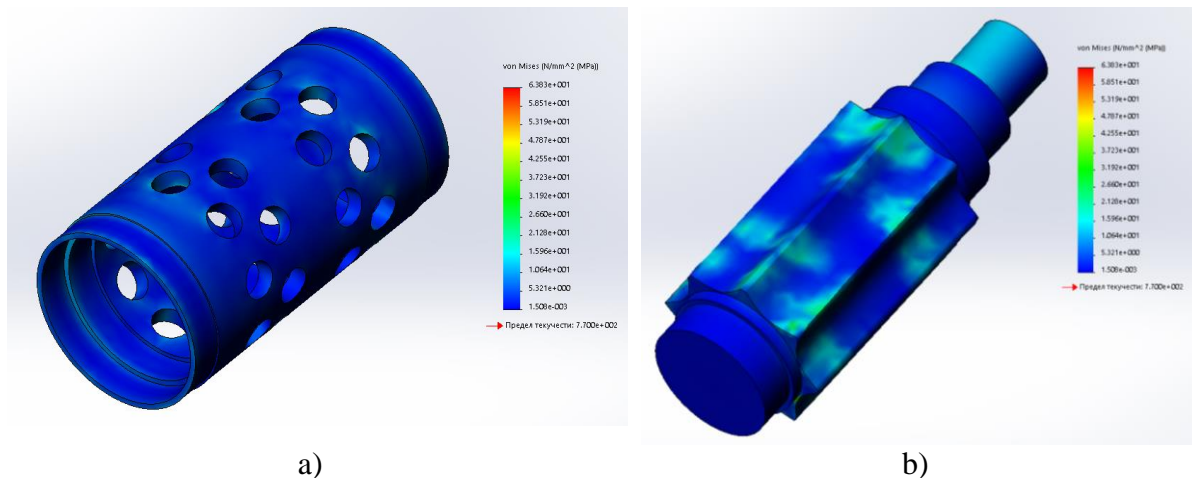 von Mises (N/mm^2 (MPa))
6.383e+001
5.851e+001
5.319e+001
4.787e+001
4.255e+001
3.723e+001
3.192e+001
2.660e+001
2.128e+001
1.596e+001
1.064e+001
5.321e+000
1.508e-003
Предел текучести: 7.700e+002
von Mises (N/mm^2 (MPa))
6.383e+001
5.851e+001
5.319e+001
4.787e+001
4.255e+001
3.723e+001
3.192e+001
2.660e+001
2.128e+001
1.596e+001
1.064e+001
5.321e+000
1.508e-003
Предел текучести: 7.700e+002
a)
b)